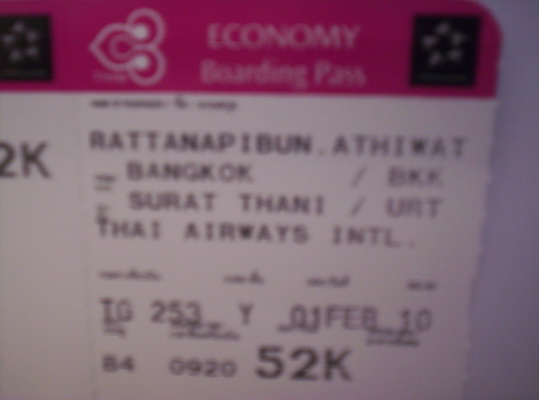 ECONOMY
Boarding Pass
2K
RATTANAPIBUN.ATHIWAT
BANGKOK / BKK
SURAT THANI / URT
THAI AIRWAYS INTL.
TG 253 Y 01FEB 10
B4 0920 52K